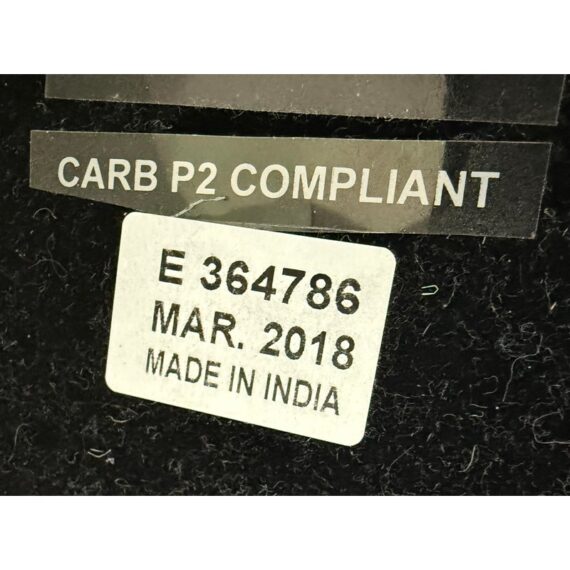 CARB P2 COMPLIANT
E 364786
MAR. 2018
MADE IN INDIA